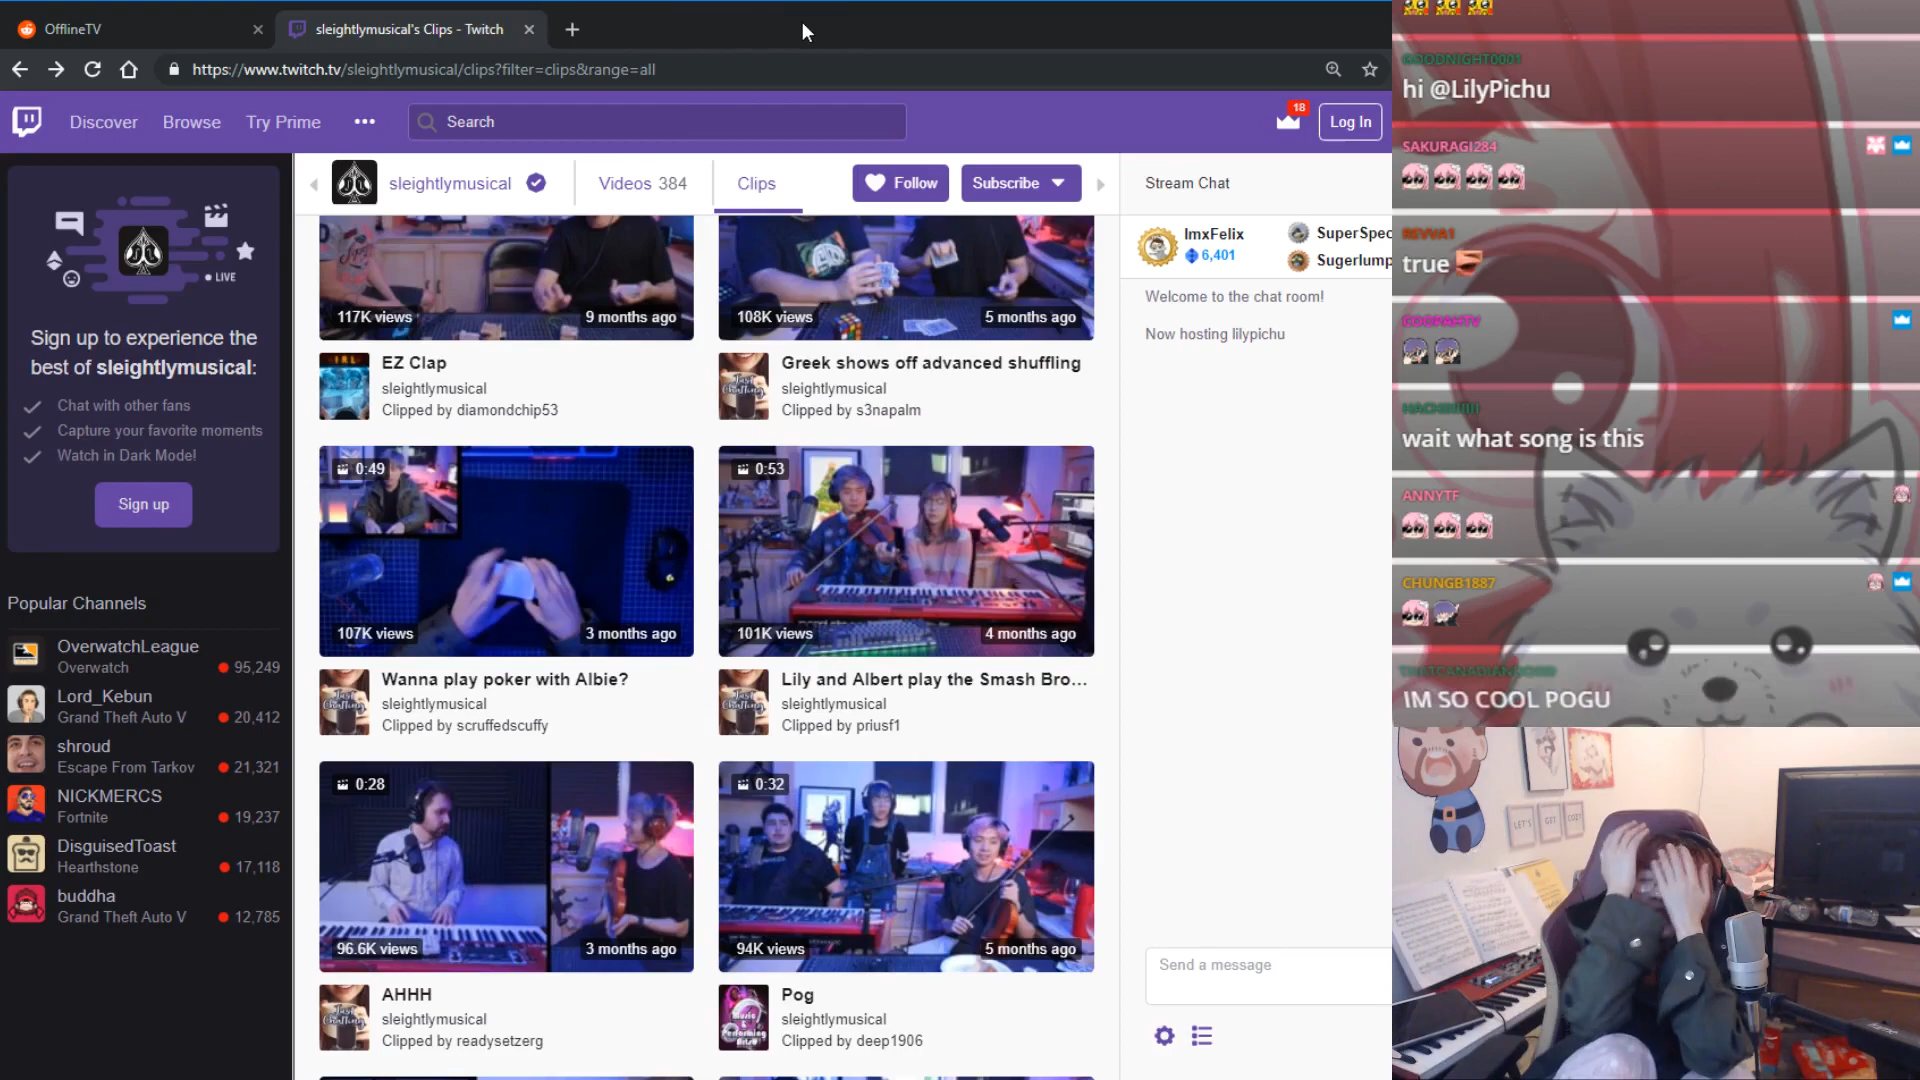 OfflineTV
sleightlymusical's Clips - Twitch
https://www.twitch.tv/sleightlymusical/clips?filter=clips&range=all
Discover
Browse
Try Prime
•••
Search
18
Log In
sleightlymusical
Videos 384
Clips
Follow
Subscribe
Stream Chat
LIVE
Sign up to experience the
best of sleightlymusical:
Chat with other fans
Capture your favorite moments
Watch in Dark Mode!
Sign up
Popular Channels
OverwatchLeague
Overwatch
95,249
Lord_Kebun
Grand Theft Auto V
20,412
shroud
Escape From Tarkov
21,321
NICKMERCS
Fortnite
19,237
DisguisedToast
Hearthstone
17,118
buddha
Grand Theft Auto V
12,785
117K views
9 months ago
EZ Clap
sleightlymusical
Clipped by diamondchip53
108K views
5 months ago
Greek shows off advanced shuffling
sleightlymusical
Clipped by s3napalm
0:49
107K views
3 months ago
Wanna play poker with Albie?
sleightlymusical
Clipped by scruffedscuffy
0:53
101K views
4 months ago
Lily and Albert play the Smash Bro...
sleightlymusical
Clipped by priusf1
0:28
96.6K views
3 months ago
AHHH
sleightlymusical
Clipped by readysetzerg
0:32
94K views
5 months ago
Pog
sleightlymusical
Clipped by deep1906
ImxFelix
6,401
SuperSpec
Sugerlump
Welcome to the chat room!
Now hosting lilypichu
Send a message
GOODNIGHT0001
hi @LilyPichu
SAKURAGI284
REVVA1
true
COOPAHTV
wait what song is this
ANNYTF
CHUNGB1887
IM SO COOL POGU
LET'S
GET
COZY